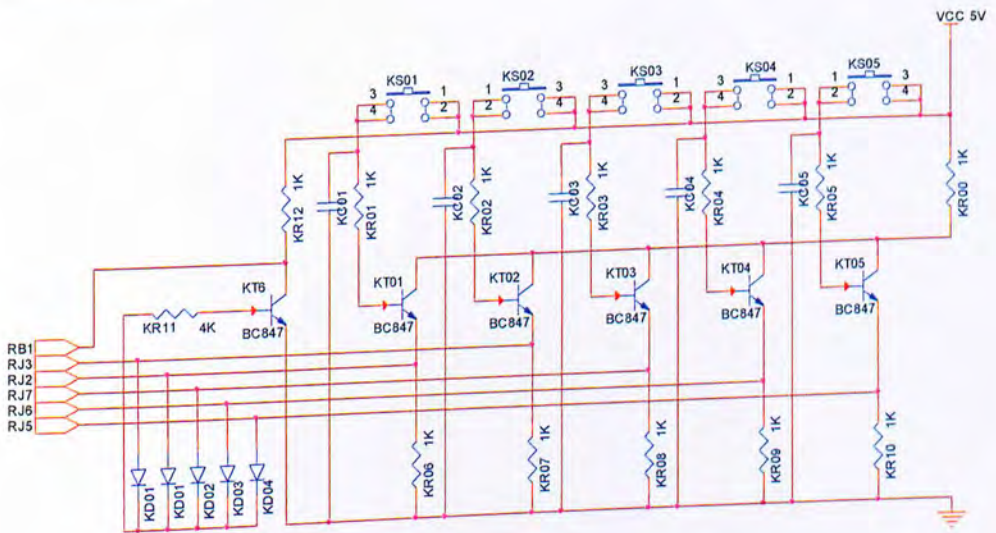 VCC 5V
KS01
3 1
4 2
KS02
1 3
2 4
KS03
3 1
4 2
KS04
3 1
4 2
KS05
1 3
2 4
1K
KR12
KC01
1K
KR01
KC02
1K
KR02
KC03
1K
KR03
KC04
1K
KR04
KC05
1K
KR05
1K
KR00
KT6
BC847
KT01
BC847
KT02
BC847
KT03
BC847
KT04
BC847
KT05
BC847
KR11 4K
RB1
RJ3
RJ2
RJ7
RJ6
RJ5
KD01
KD01
KD02
KD03
KD04
1K
KR06
1K
KR07
1K
KR08
1K
KR09
1K
KR10